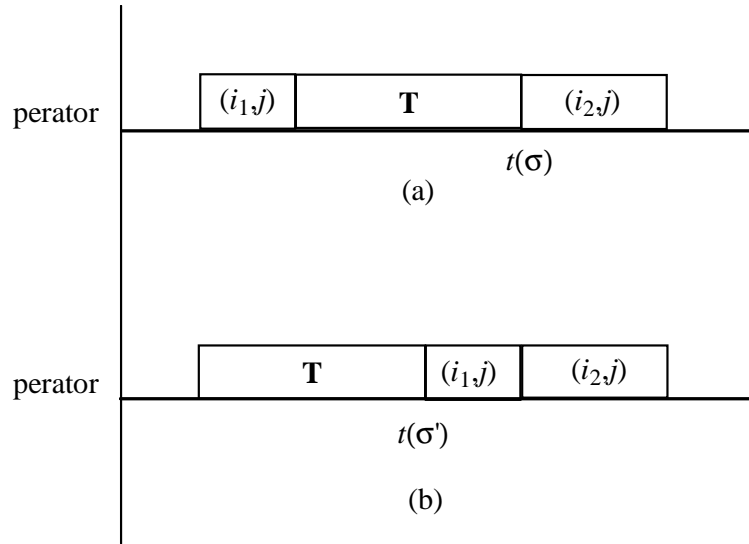 perator (i₁,j) T (i₂,j)
t(σ)
(a)
perator T (i₁,j) (i₂,j)
t(σ')
(b)